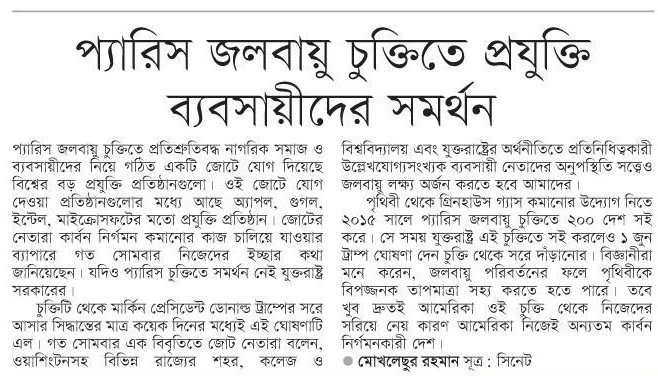 প্যারিস জলবায়ু চুক্তিতে প্রযুক্তি
ব্যবসায়ীদের সমর্থন
প্যারিস জলবায়ু চুক্তিতে প্রতিশ্রুতিবদ্ধ নাগরিক সমাজ ও
ব্যবসায়ীদের নিয়ে গঠিত একটি জোটে যোগ দিয়েছে
বিশ্বের বড় প্রযুক্তি প্রতিষ্ঠানগুলো। ওই জোটে যোগ
দেওয়া প্রতিষ্ঠানগুলোর মধ্যে আছে অ্যাপল, গুগল,
ইন্টেল, মাইক্রোসফটের মতো প্রযুক্তি প্রতিষ্ঠান। জোটের
নেতারা কার্বন নির্গমন কমানোর কাজ চালিয়ে যাওয়ার
ব্যাপারে গত সোমবার নিজেদের ইচ্ছার কথা
জানিয়েছেন। যদিও প্যারিস চুক্তিতে সমর্থন নেই যুক্তরাষ্ট্র
সরকারের।
চুক্তিটি থেকে মার্কিন প্রেসিডেন্ট ডোনাল্ড ট্রাম্পের সরে
আসার সিদ্ধান্তের মাত্র কয়েক দিনের মধ্যেই এই ঘোষণাটি
এল। গত সোমবার এক বিবৃতিতে জোট নেতারা বলেন,
ওয়াশিংটনসহ বিভিন্ন রাজ্যের শহর, কলেজ ও
বিশ্ববিদ্যালয় এবং যুক্তরাষ্ট্রের অর্থনীতিতে প্রতিনিধিত্বকারী
উল্লেখযোগ্যসংখ্যক ব্যবসায়ী নেতাদের অনুপস্থিতি সত্ত্বেও
জলবায়ু লক্ষ্য অর্জন করতে হবে আমাদের।
পৃথিবী থেকে গ্রিনহাউস গ্যাস কমানোর উদ্যোগ নিতে
২০১৫ সালে প্যারিস জলবায়ু চুক্তিতে ২০০ দেশ সই
করে। সে সময় যুক্তরাষ্ট্র এই চুক্তিতে সই করলেও ১ জুন
ট্রাম্প ঘোষণা দেন চুক্তি থেকে সরে দাঁড়ানোর। বিজ্ঞানীরা
মনে করেন, জলবায়ু পরিবর্তনের ফলে পৃথিবীকে
বিপজ্জনক তাপমাত্রা সহ্য করতে হতে পারে। তবে
খুব দ্রুতই আমেরিকা ওই চুক্তি থেকে নিজেদের
সরিয়ে নেয় কারণ আমেরিকা নিজেই অন্যতম কার্বন
নির্গমনকারী দেশ।
● মোখলেছুর রহমান সূত্র : সিনেট